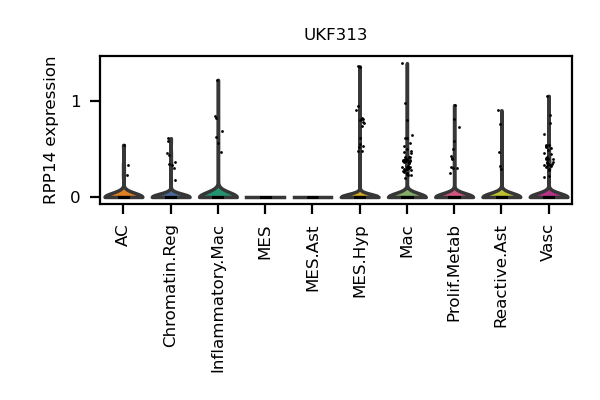 UKF313
RPP14 expression
1
0
AC
Chromatin.Reg
Inflammatory.Mac
MES
MES.Ast
MES.Hyp
Mac
Prolif.Metab
Reactive.Ast
Vasc